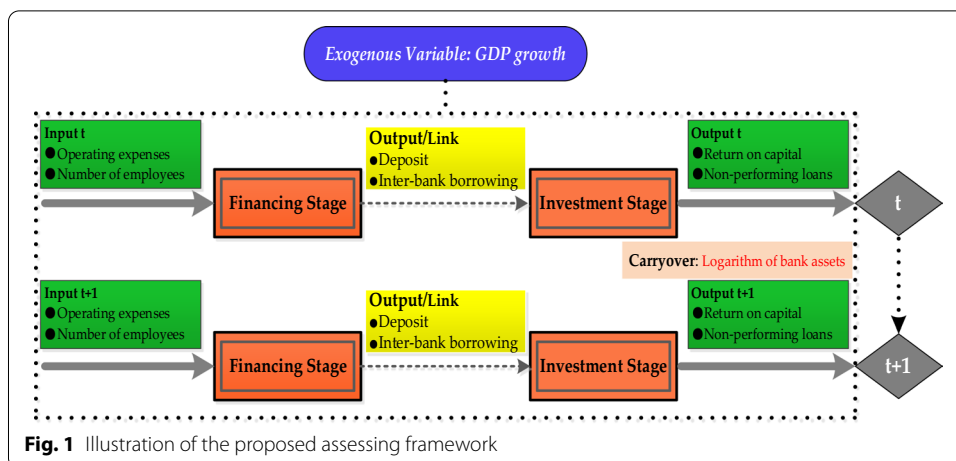 Exogenous Variable: GDP growth
Input t
●Operating expenses
●Number of employees
Financing Stage
Output/Link
●Deposit
●Inter-bank borrowing
Investment Stage
Output t
●Return on capital
●Non-performing loans
t
Carryover: Logarithm of bank assets
Input t+1
●Operating expenses
●Number of employees
Financing Stage
Output/Link
●Deposit
●Inter-bank borrowing
Investment Stage
Output t+1
●Return on capital
●Non-performing loans
t+1
Fig. 1 Illustration of the proposed assessing framework